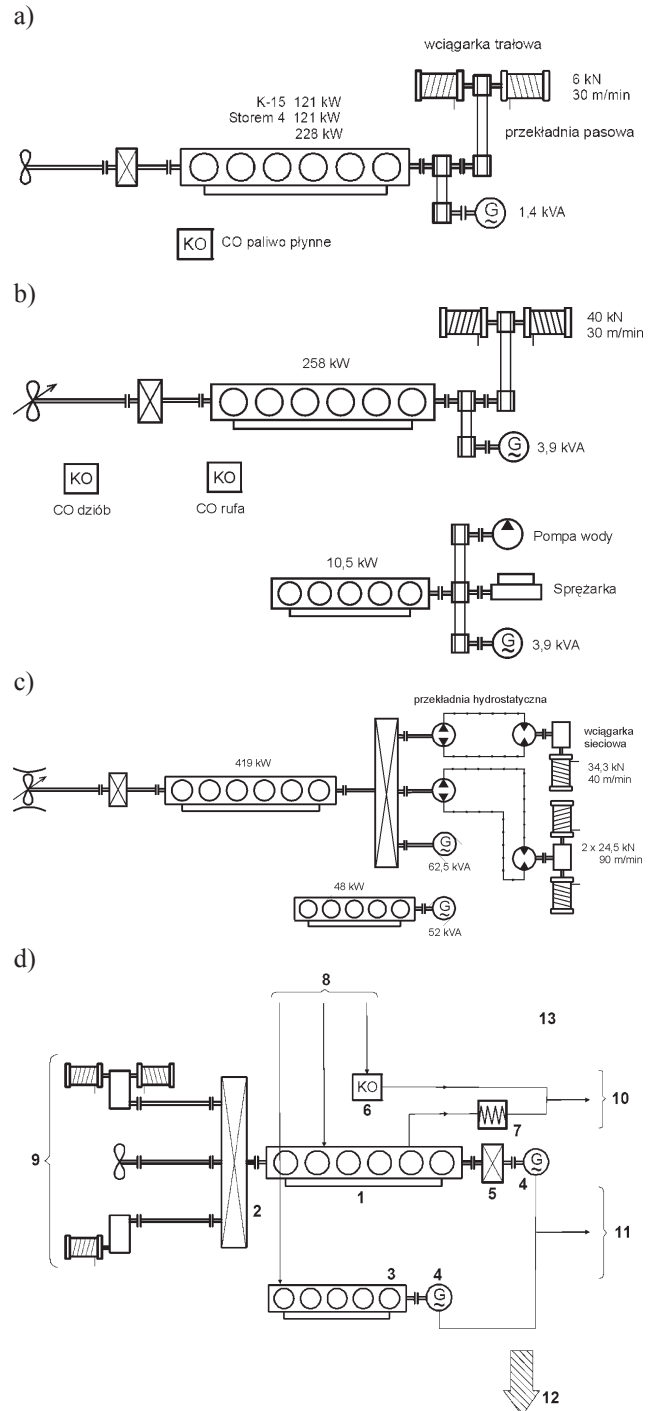 a)
wciągarka trałowa
6 kN
30 m/min
K-15 121 kW
Storem 4 121 kW
228 kW
przekładnia pasowa
G
~
1,4 kVA
KO
CO paliwo płynne
b)
40 kN
30 m/min
258 kW
G
~
3,9 kVA
KO
KO
CO dziób
CO rufa
Pompa wody
10,5 kW
Sprężarka
G
~
3,9 kVA
c)
przekładnia hydrostatyczna
wciągarka
sieciowa
419 kW
34,3 kN
40 m/min
G
~
62,5 kVA
2 x 24,5 kN
90 m/min
48 kW
G
~
52 kVA
d)
8
13
KO
6
10
7
9
G
~
2
1
5
4
11
3
4
G
~
12